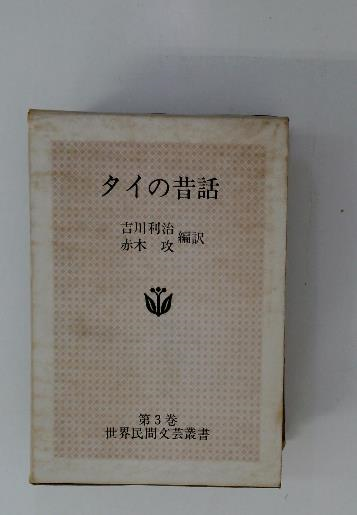 タイの昔話
吉川利治
赤木 攻
編訳
第3巻
世界民間文芸叢書